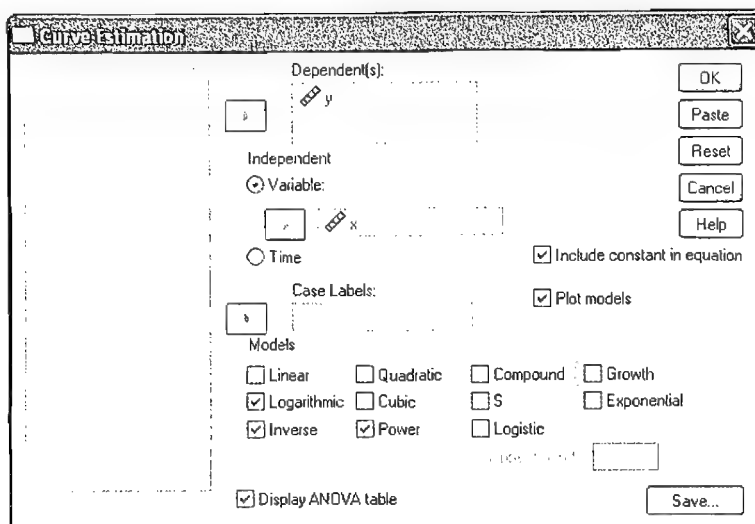 Curve Estimation
Dependent(s):
y
OK
Paste
Reset
Cancel
Help
Independent
Variable:
x
Time
Include constant in equation
Case Labels:
Plot models
Models
Linear Quadratic Compound Growth
Logarithmic Cubic S Exponential
Inverse Power Logistic
Display ANOVA table
Save...